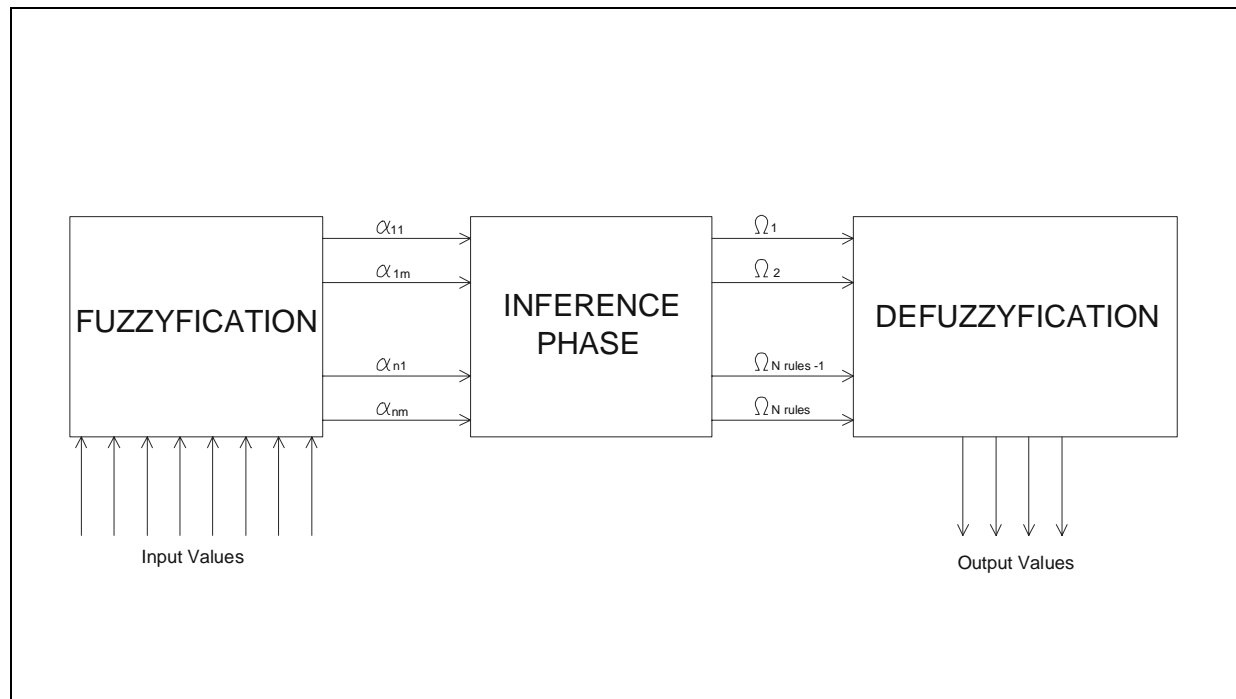 α11
α1m
αn1
αnm
Ω1
Ω2
ΩN rules -1
ΩN rules
FUZZYFICATION
INFERENCE
PHASE
DEFUZZYFICATION
Input Values
Output Values